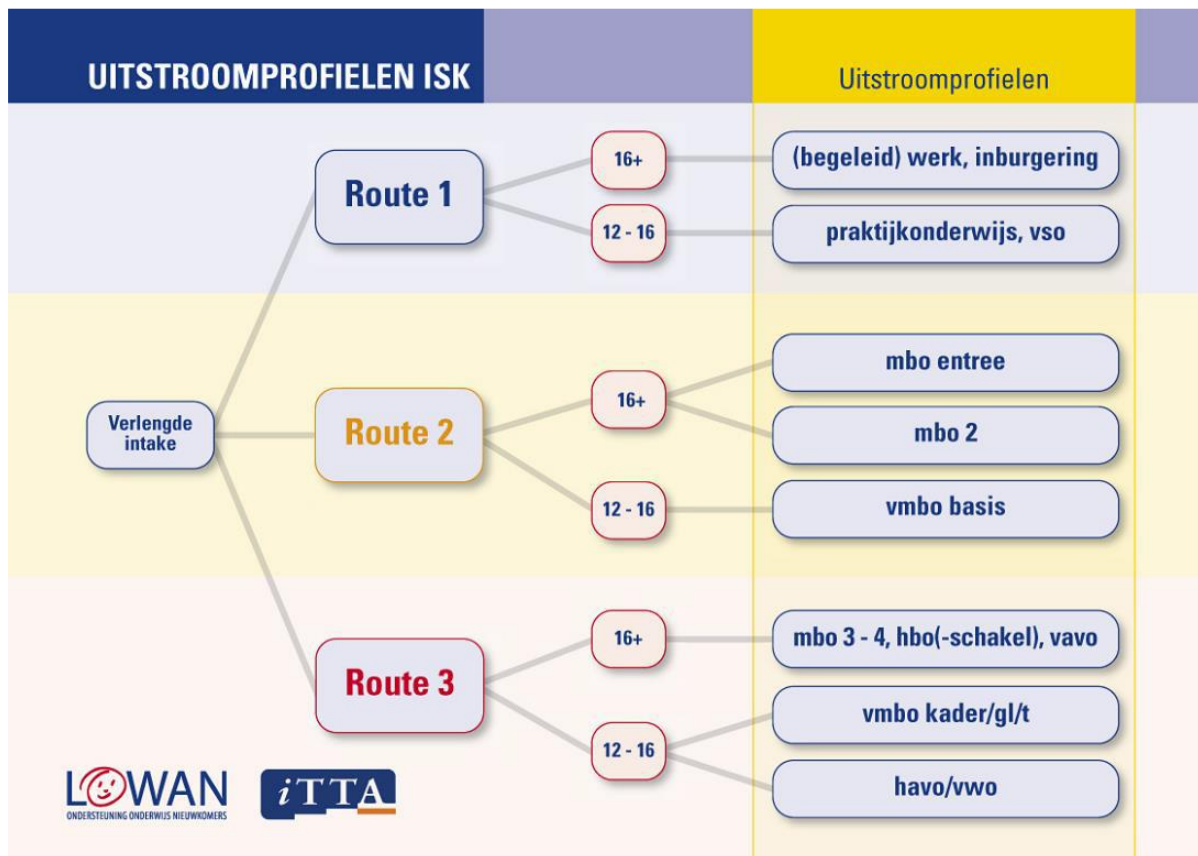 UITSTROOMPROFIELEN ISK
Uitstroomprofielen
Verlengde
intake
Route 1
16+
(begeleid) werk, inburgering
12 - 16
praktijkonderwijs, vso
Route 2
16+
mbo entree
mbo 2
12 - 16
vmbo basis
Route 3
16+
mbo 3 - 4, hbo(-schakel), vavo
12 - 16
vmbo kader/gl/t
havo/vwo
LOWAN
ONDERSTEUNING ONDERWIJS NIEUWKOMERS
iTTA